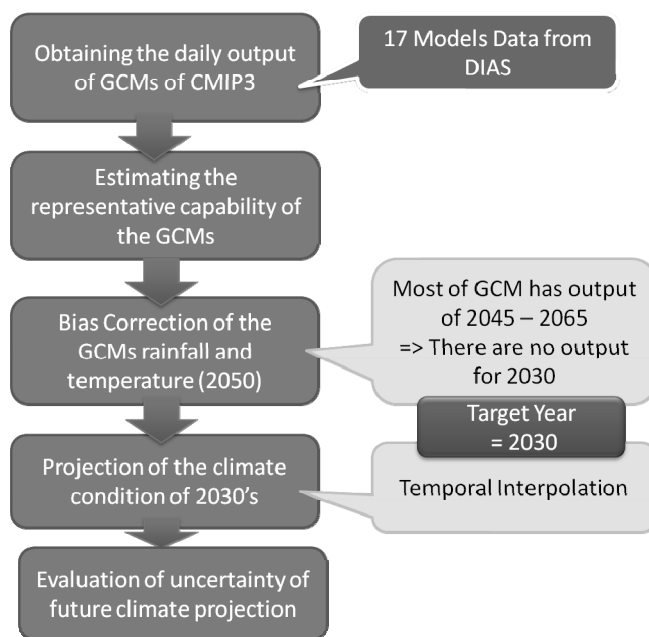 Obtaining the daily output
of GCMs of CMIP3
17 Models Data from
DIAS
Estimating the
representative capability of
the GCMs
Bias Correction of the
GCMs rainfall and
temperature (2050)
Most of GCM has output
of 2045 – 2065
=> There are no output
for 2030
Target Year
= 2030
Projection of the climate
condition of 2030's
Temporal Interpolation
Evaluation of uncertainty of
future climate projection